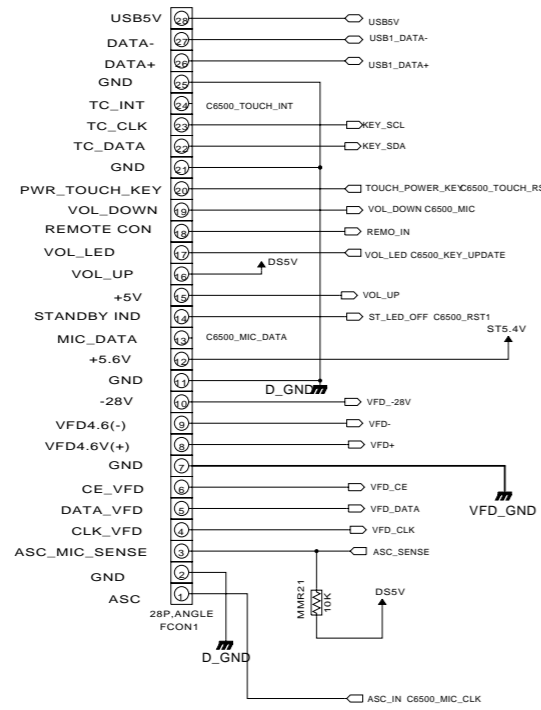 USB5V 28 USB5V
DATA- 27 USB1_DATA-
DATA+ 26 USB1_DATA+
GND 25
TC_INT 24 C6500_TOUCH_INT
TC_CLK 23 KEY_SCL
TC_DATA 22 KEY_SDA
GND 21
PWR_TOUCH_KEY 20 TOUCH_POWER_KEYC6500_TOUCH_RS
VOL_DOWN 19 VOL_DOWN C6500_MIC
REMOTE CON 18 REMO_IN
VOL_LED 17 VOL_LED C6500_KEY_UPDATE
VOL_UP 16 DS5V
+5V 15 VOL_UP
STANDBY IND 14 ST_LED_OFF C6500_RST1
MIC_DATA 13 C6500_MIC_DATA ST5.4V
+5.6V 12
GND 11 D_GND
-28V 10 VFD_-28V
VFD4.6(-) 9 VFD-
VFD4.6V(+) 8 VFD+
GND 7 VFD_GND
CE_VFD 6 VFD_CE
DATA_VFD 5 VFD_DATA
CLK_VFD 4 VFD_CLK
ASC_MIC_SENSE 3 ASC_SENSE
GND 2
ASC 1
MMR21
10K
DS5V
28P,ANGLE
FCON1
D_GND
ASC_IN C6500_MIC_CLK